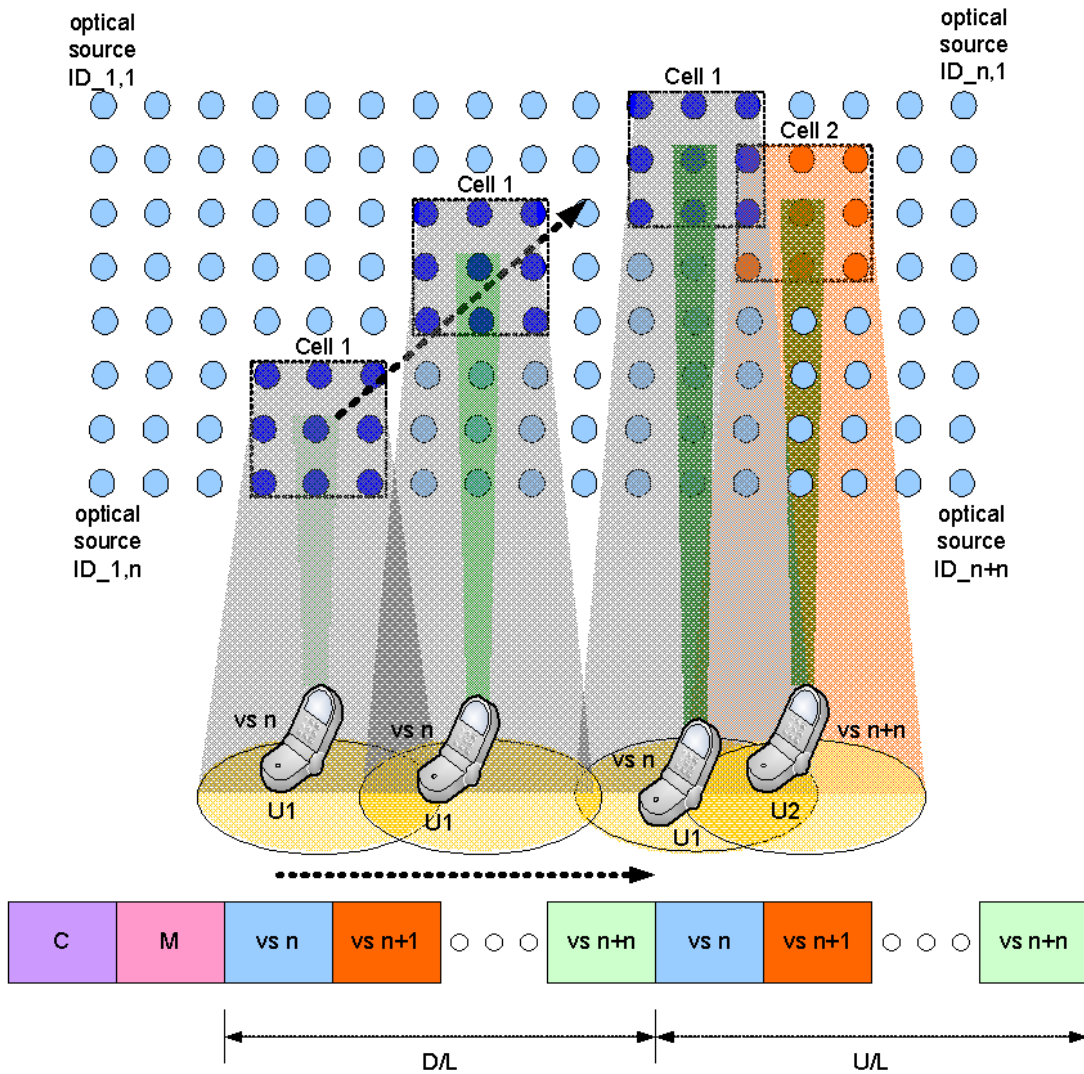 optical
source
ID_1,1
optical
source
ID_n,1
Cell 1
Cell 2
Cell 1
Cell 1
optical
source
ID_1,n
optical
source
ID_n+n
vs n
vs n
vs n
vs n+n
U1
U1
U1
U2
C
M
vs n
vs n+1
vs n+n
vs n
vs n+1
vs n+n
D/L
U/L